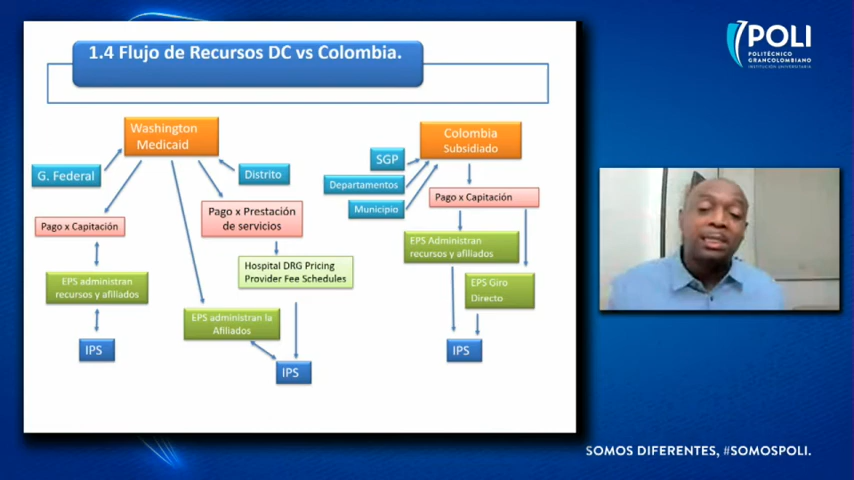 1.4 Flujo de Recursos DC vs Colombia.
Washington
Medicaid
G. Federal
Distrito
Pago x Capitación
Pago x Prestación
de servicios
EPS administran
recursos y afiliados
Hospital DRG Pricing
Provider Fee Schedules
EPS administran la
Afiliados
IPS
IPS
Colombia
Subsidiado
SGP
Departamentos
Municipio
Pago x Capitación
EPS Administran
recursos y afiliados
EPS Giro
Directo
IPS
POLI
POLITÉCNICO
GRANCOLOMBIANO
INSTITUCIÓN UNIVERSITARIA
SOMOS DIFERENTES, #SOMOSPOLI.